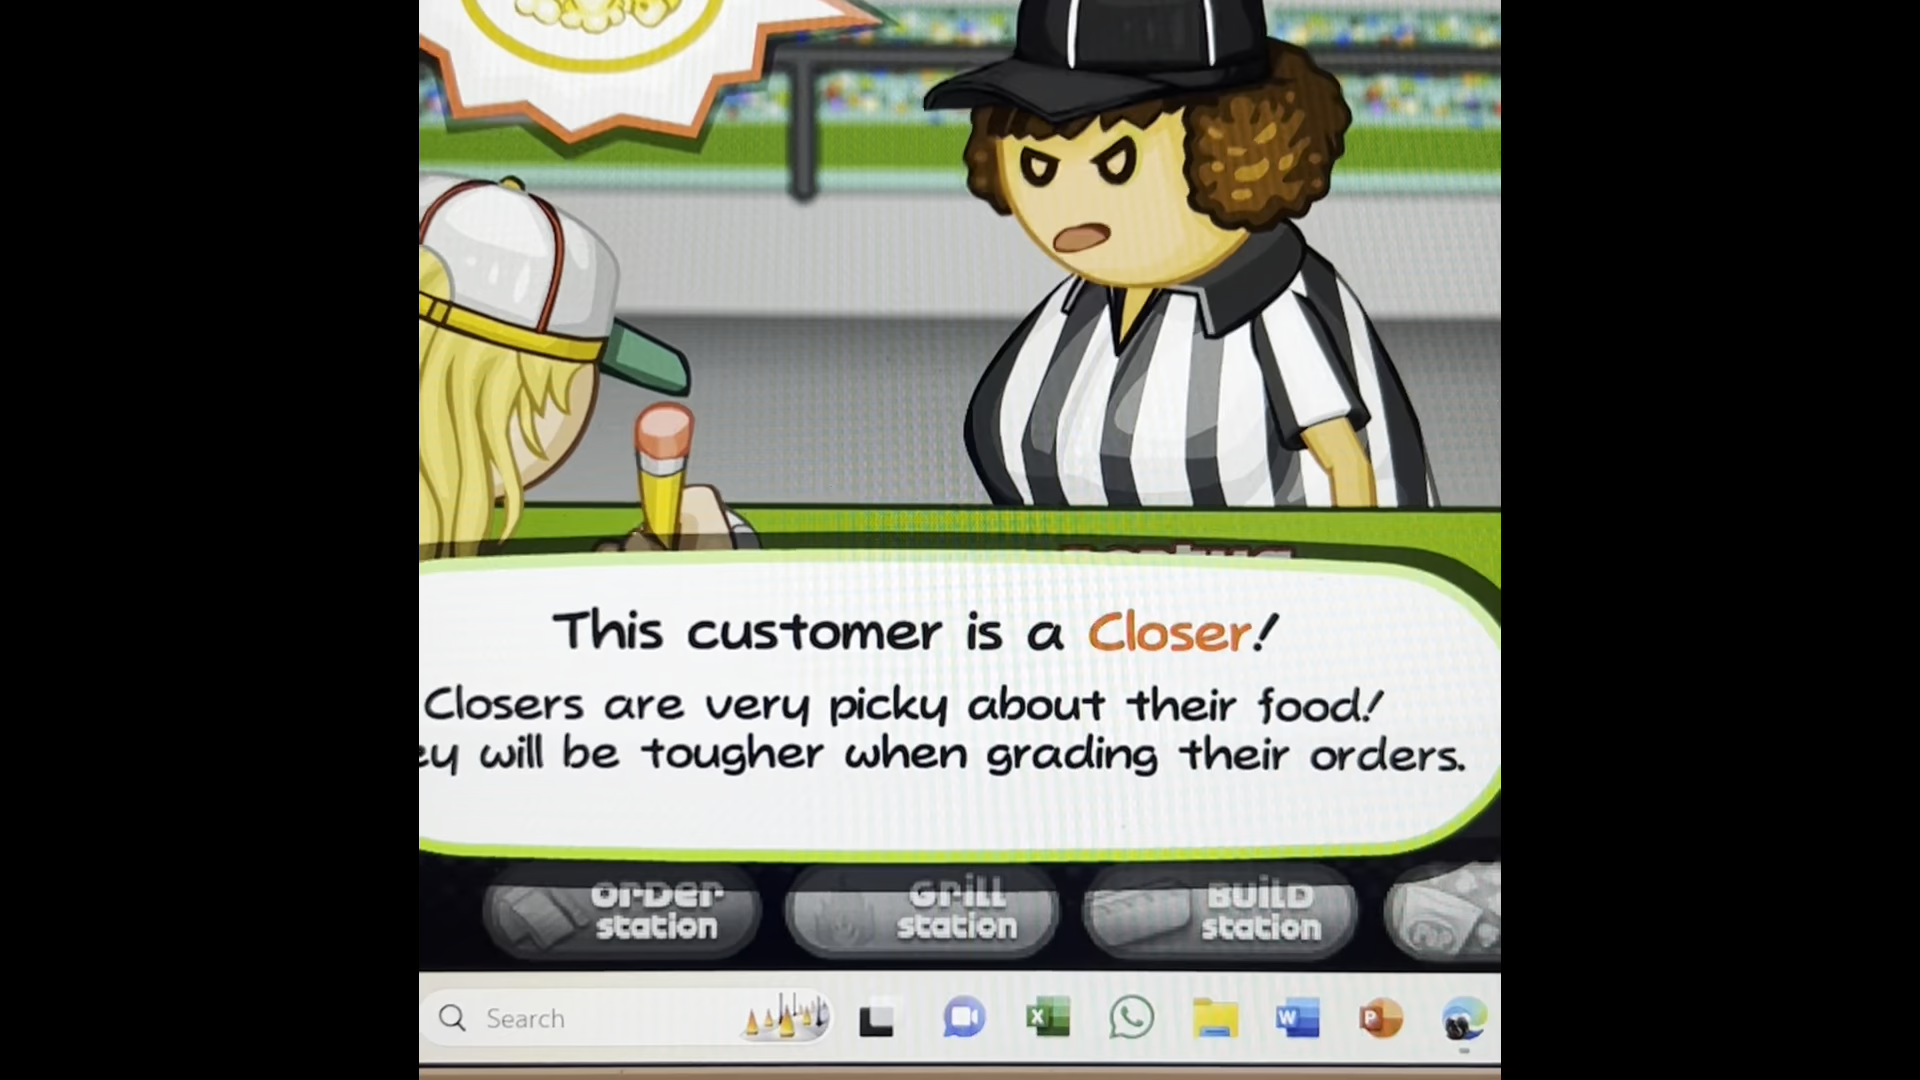 This customer is a Closer!
Closers are very picky about their food!
will be tougher when grading their orders.
Order station
Grill station
Build station
Search